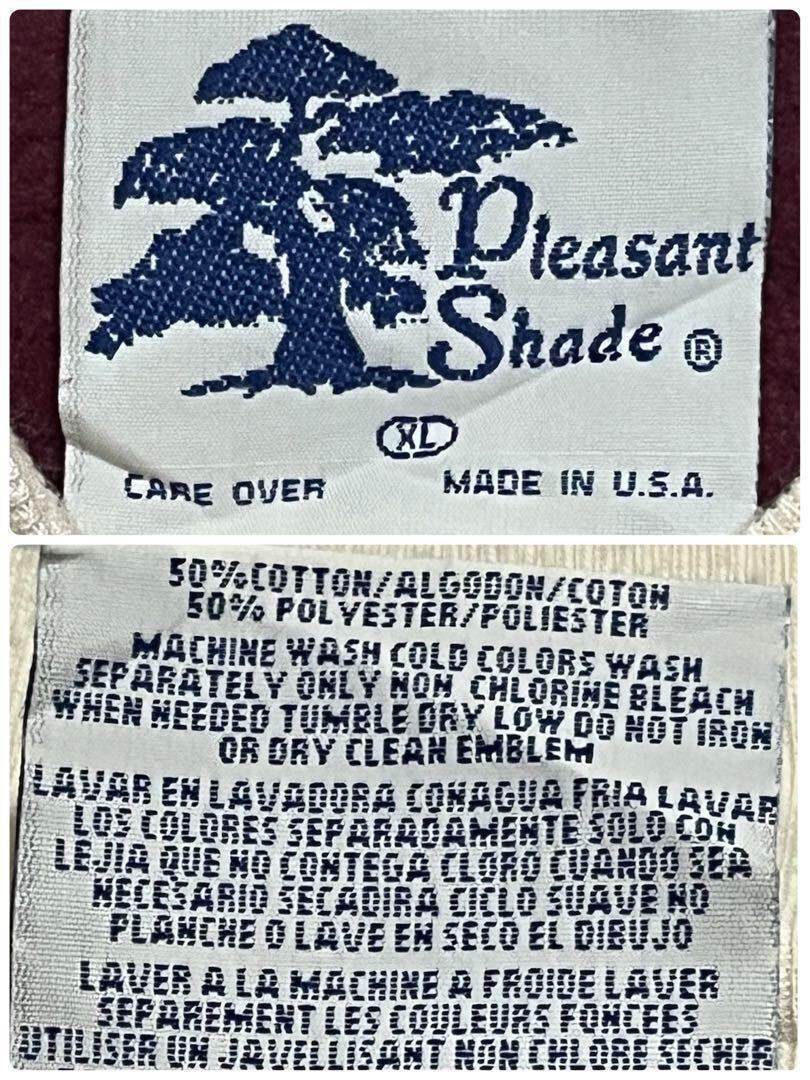 Pleasant
Shade ®
XL
CARE OVER MADE IN U.S.A.
50%COTTON/ALGODON/COTON
50% POLYESTER/POLIESTER
MACHINE WASH COLD COLORS WASH
SEPARATELY ONLY NON CHLORINE BLEACH
WHEN NEEDED TUMBLE DRY LOW DO NOT IRON
OR DRY CLEAN EMBLEM
LAVAR EN LAVADORA CONAGUA FRIA LAVAR
LOS COLORES SEPARADAMENTE SOLO CON
LEJIA QUE NO CONTEGA CLORO CUANDO SEA
NECESARIO SECADIRA CICLO SUAVE NO
PLANCHE O LAVE EN SECO EL DIBUJO
LAVER A LA MACHINE A FROIDE LAVER
SEPAREMENT LES COULEURS FONCEES
UTILISER UN JAVELLISANT NON CHLORE SECHER